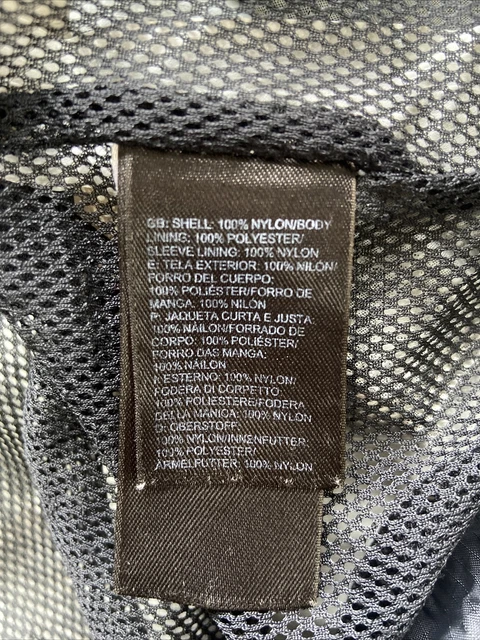 GB: SHELL: 100% NYLON/BODY
LINING: 100% POLYESTER/
SLEEVE LINING: 100% NYLON
E: TELA EXTERIOR: 100% NILÓN/
FORRO DEL CUERPO:
100% POLIÉSTER/FORRO DE
MANGA: 100% NILÓN
P: JAQUETA CURTA E JUSTA:
100% NÁILON/FORRADO DE
CORPO: 100% POLIÉSTER/
FORRO DAS MANGA:
100% NÁILON
I: ESTERNO: 100% NYLON/
FODERA DI CORPETTO
100% POLIESTERE/FODERA
DELLA MANICA: 100% NYLON
D: OBERSTOFF:
100% NYLON/INNENFUTTER:
100% POLYESTER/
ÄRMELFUTTER: 100% NYLON